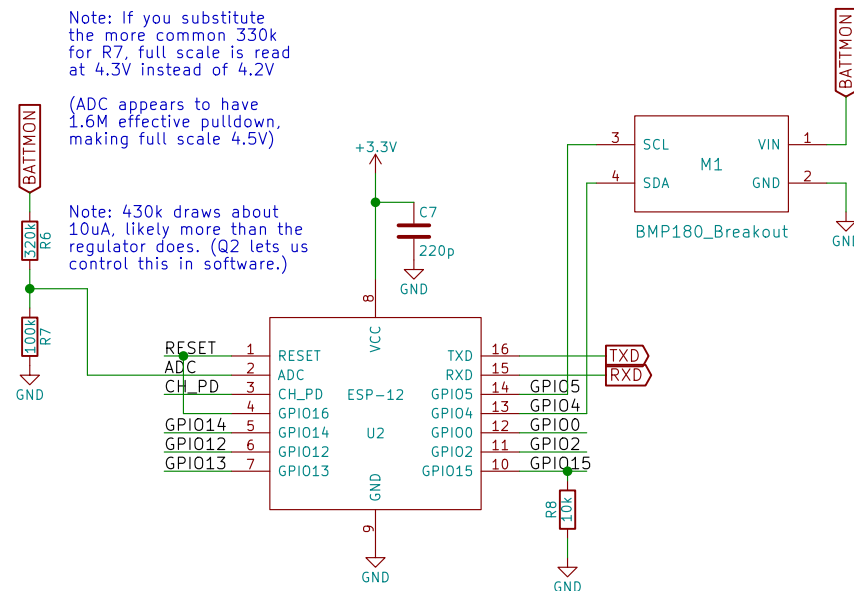 Note: If you substitute
the more common 330k
for R7, full scale is read
at 4.3V instead of 4.2V
(ADC appears to have
1.6M effective pulldown,
making full scale 4.5V)
Note: 430k draws about
10uA, likely more than the
regulator does. (Q2 lets us
control this in software.)
BATTMON
320k
R6
100k
R7
GND
+3.3V
C7
220p
GND
BATTMON
3 SCL
VIN 1
M1
4 SDA
GND 2
BMP180_Breakout
GND
8
VCC
RESET 1 RESET
ADC 2 ADC
CH_PD 3 CH_PD
4 GPIO16
GPIO14 5 GPIO14
GPIO12 6 GPIO12
GPIO13 7 GPIO13
ESP-12
U2
GND
9
GND
TXD 16 TXD
RXD 15 RXD
GPIO5 14 GPIO5
GPIO4 13 GPIO4
GPIO0 12 GPIO0
GPIO2 11 GPIO2
GPIO15 10 GPIO15
R8
10k
GND